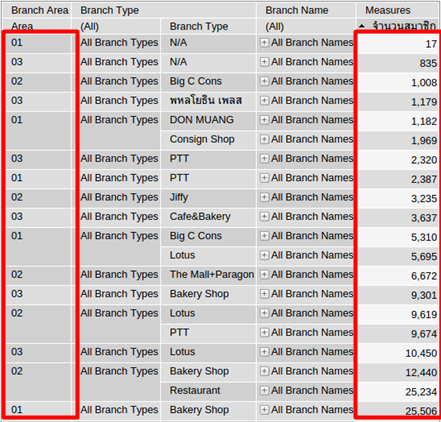 Branch Area Branch Type Branch Name Measures
Area (All) Branch Type (All) จำนวนสมาชิก
01 All Branch Types N/A All Branch Names 17
03 All Branch Types N/A All Branch Names 835
02 All Branch Types Big C Cons All Branch Names 1,008
03 All Branch Types พหลโยธิน เพลส All Branch Names 1,179
01 All Branch Types DON MUANG All Branch Names 1,182
Consign Shop All Branch Names 1,969
03 All Branch Types PTT All Branch Names 2,320
01 All Branch Types PTT All Branch Names 2,387
02 All Branch Types Jiffy All Branch Names 3,235
03 All Branch Types Cafe&Bakery All Branch Names 3,637
01 All Branch Types Big C Cons All Branch Names 5,310
Lotus All Branch Names 5,695
02 All Branch Types The Mall+Paragon All Branch Names 6,672
03 All Branch Types Bakery Shop All Branch Names 9,301
02 All Branch Types Lotus All Branch Names 9,619
PTT All Branch Names 9,674
03 All Branch Types Lotus All Branch Names 10,450
02 All Branch Types Bakery Shop All Branch Names 12,440
Restaurant All Branch Names 25,234
01 All Branch Types Bakery Shop All Branch Names 25,506